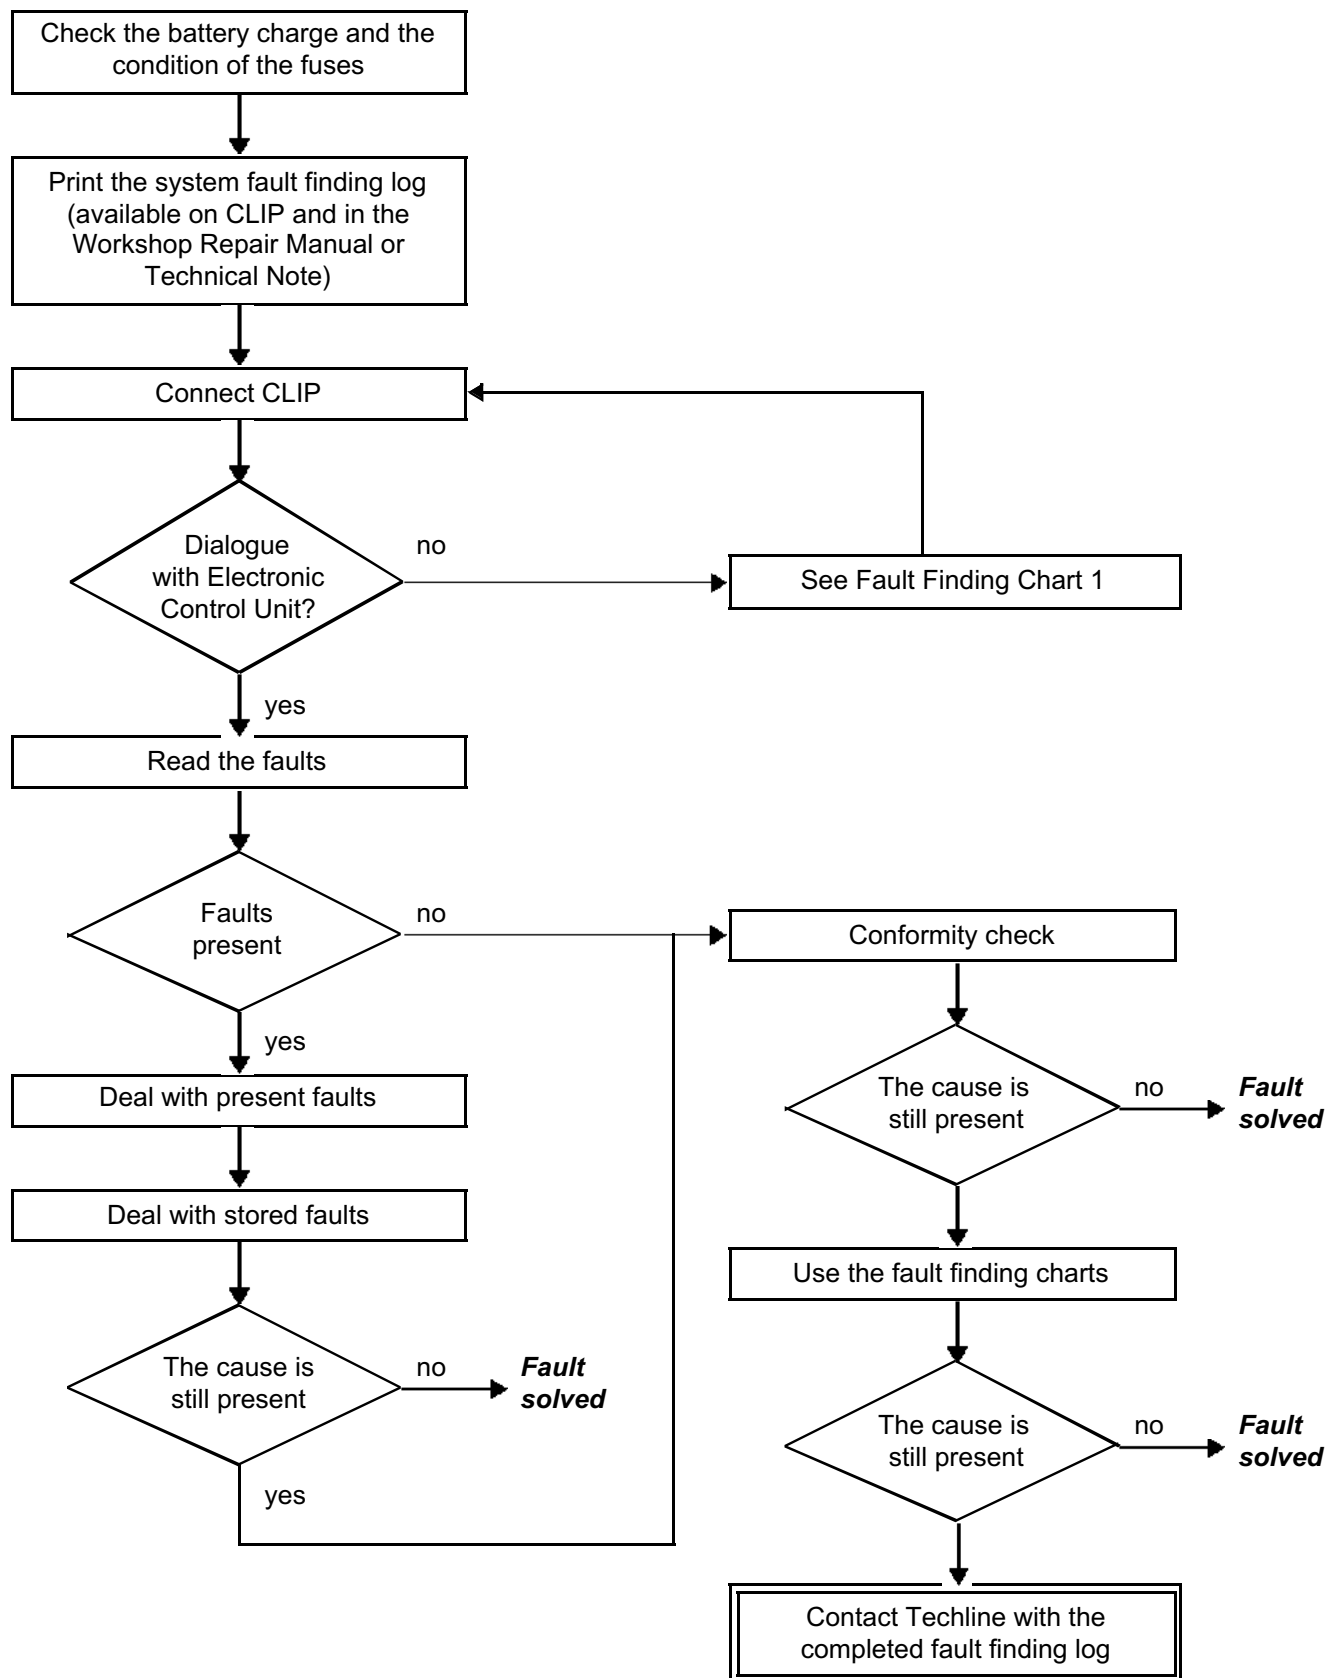 Check the battery charge and the
condition of the fuses
Print the system fault finding log
(available on CLIP and in the
Workshop Repair Manual or
Technical Note)
Connect CLIP
Dialogue
with Electronic
Control Unit?
no
See Fault Finding Chart 1
yes
Read the faults
Faults
present
no
Conformity check
yes
Deal with present faults
The cause is
still present
no
Fault
solved
Deal with stored faults
Use the fault finding charts
The cause is
still present
no
Fault
solved
yes
The cause is
still present
no
Fault
solved
Contact Techline with the
completed fault finding log